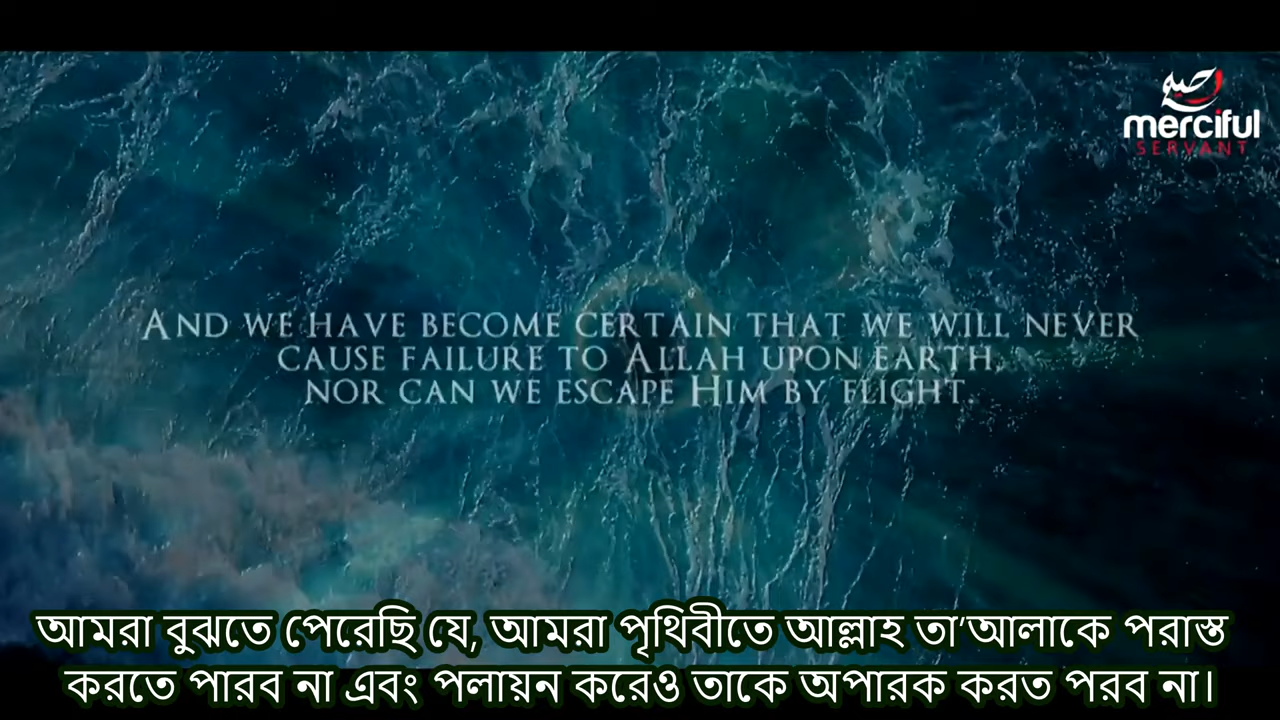 merciful
SERVANT
AND WE HAVE BECOME CERTAIN THAT WE WILL NEVER
CAUSE FAILURE TO ALLAH UPON EARTH,
NOR CAN WE ESCAPE HIM BY FLIGHT.
আমরা বুঝতে পেরেছি যে, আমরা পৃথিবীতে আল্লাহ তা'আলাকে পরাস্ত
করতে পারব না এবং পলায়ন করেও তাকে অপারক করত পরব না।